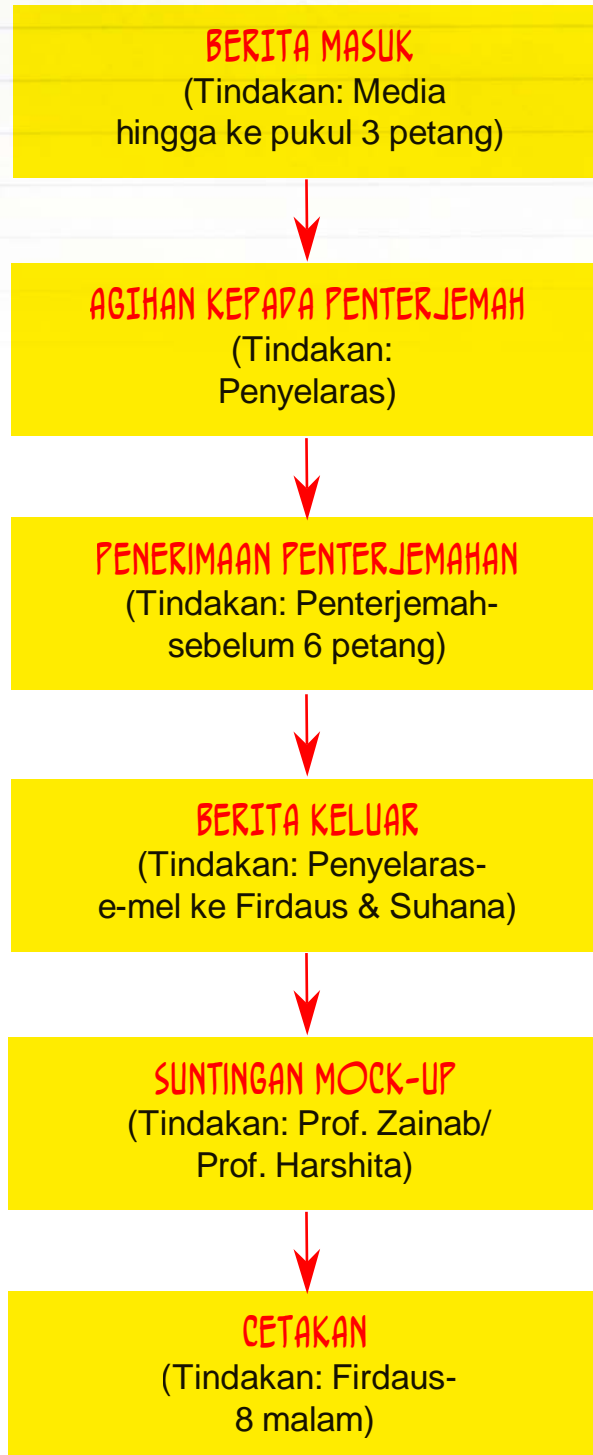 BERITA MASUK
(Tindakan: Media
hingga ke pukul 3 petang)
AGIHAN KEPADA PENTERJEMAH
(Tindakan:
Penyelaras)
PENERIMAAN PENTERJEMAHAN
(Tindakan: Penterjemah-
sebelum 6 petang)
BERITA KELUAR
(Tindakan: Penyelaras-
e-mel ke Firdaus & Suhana)
SUNTINGAN MOCK-UP
(Tindakan: Prof. Zainab/
Prof. Harshita)
CETAKAN
(Tindakan: Firdaus-
8 malam)